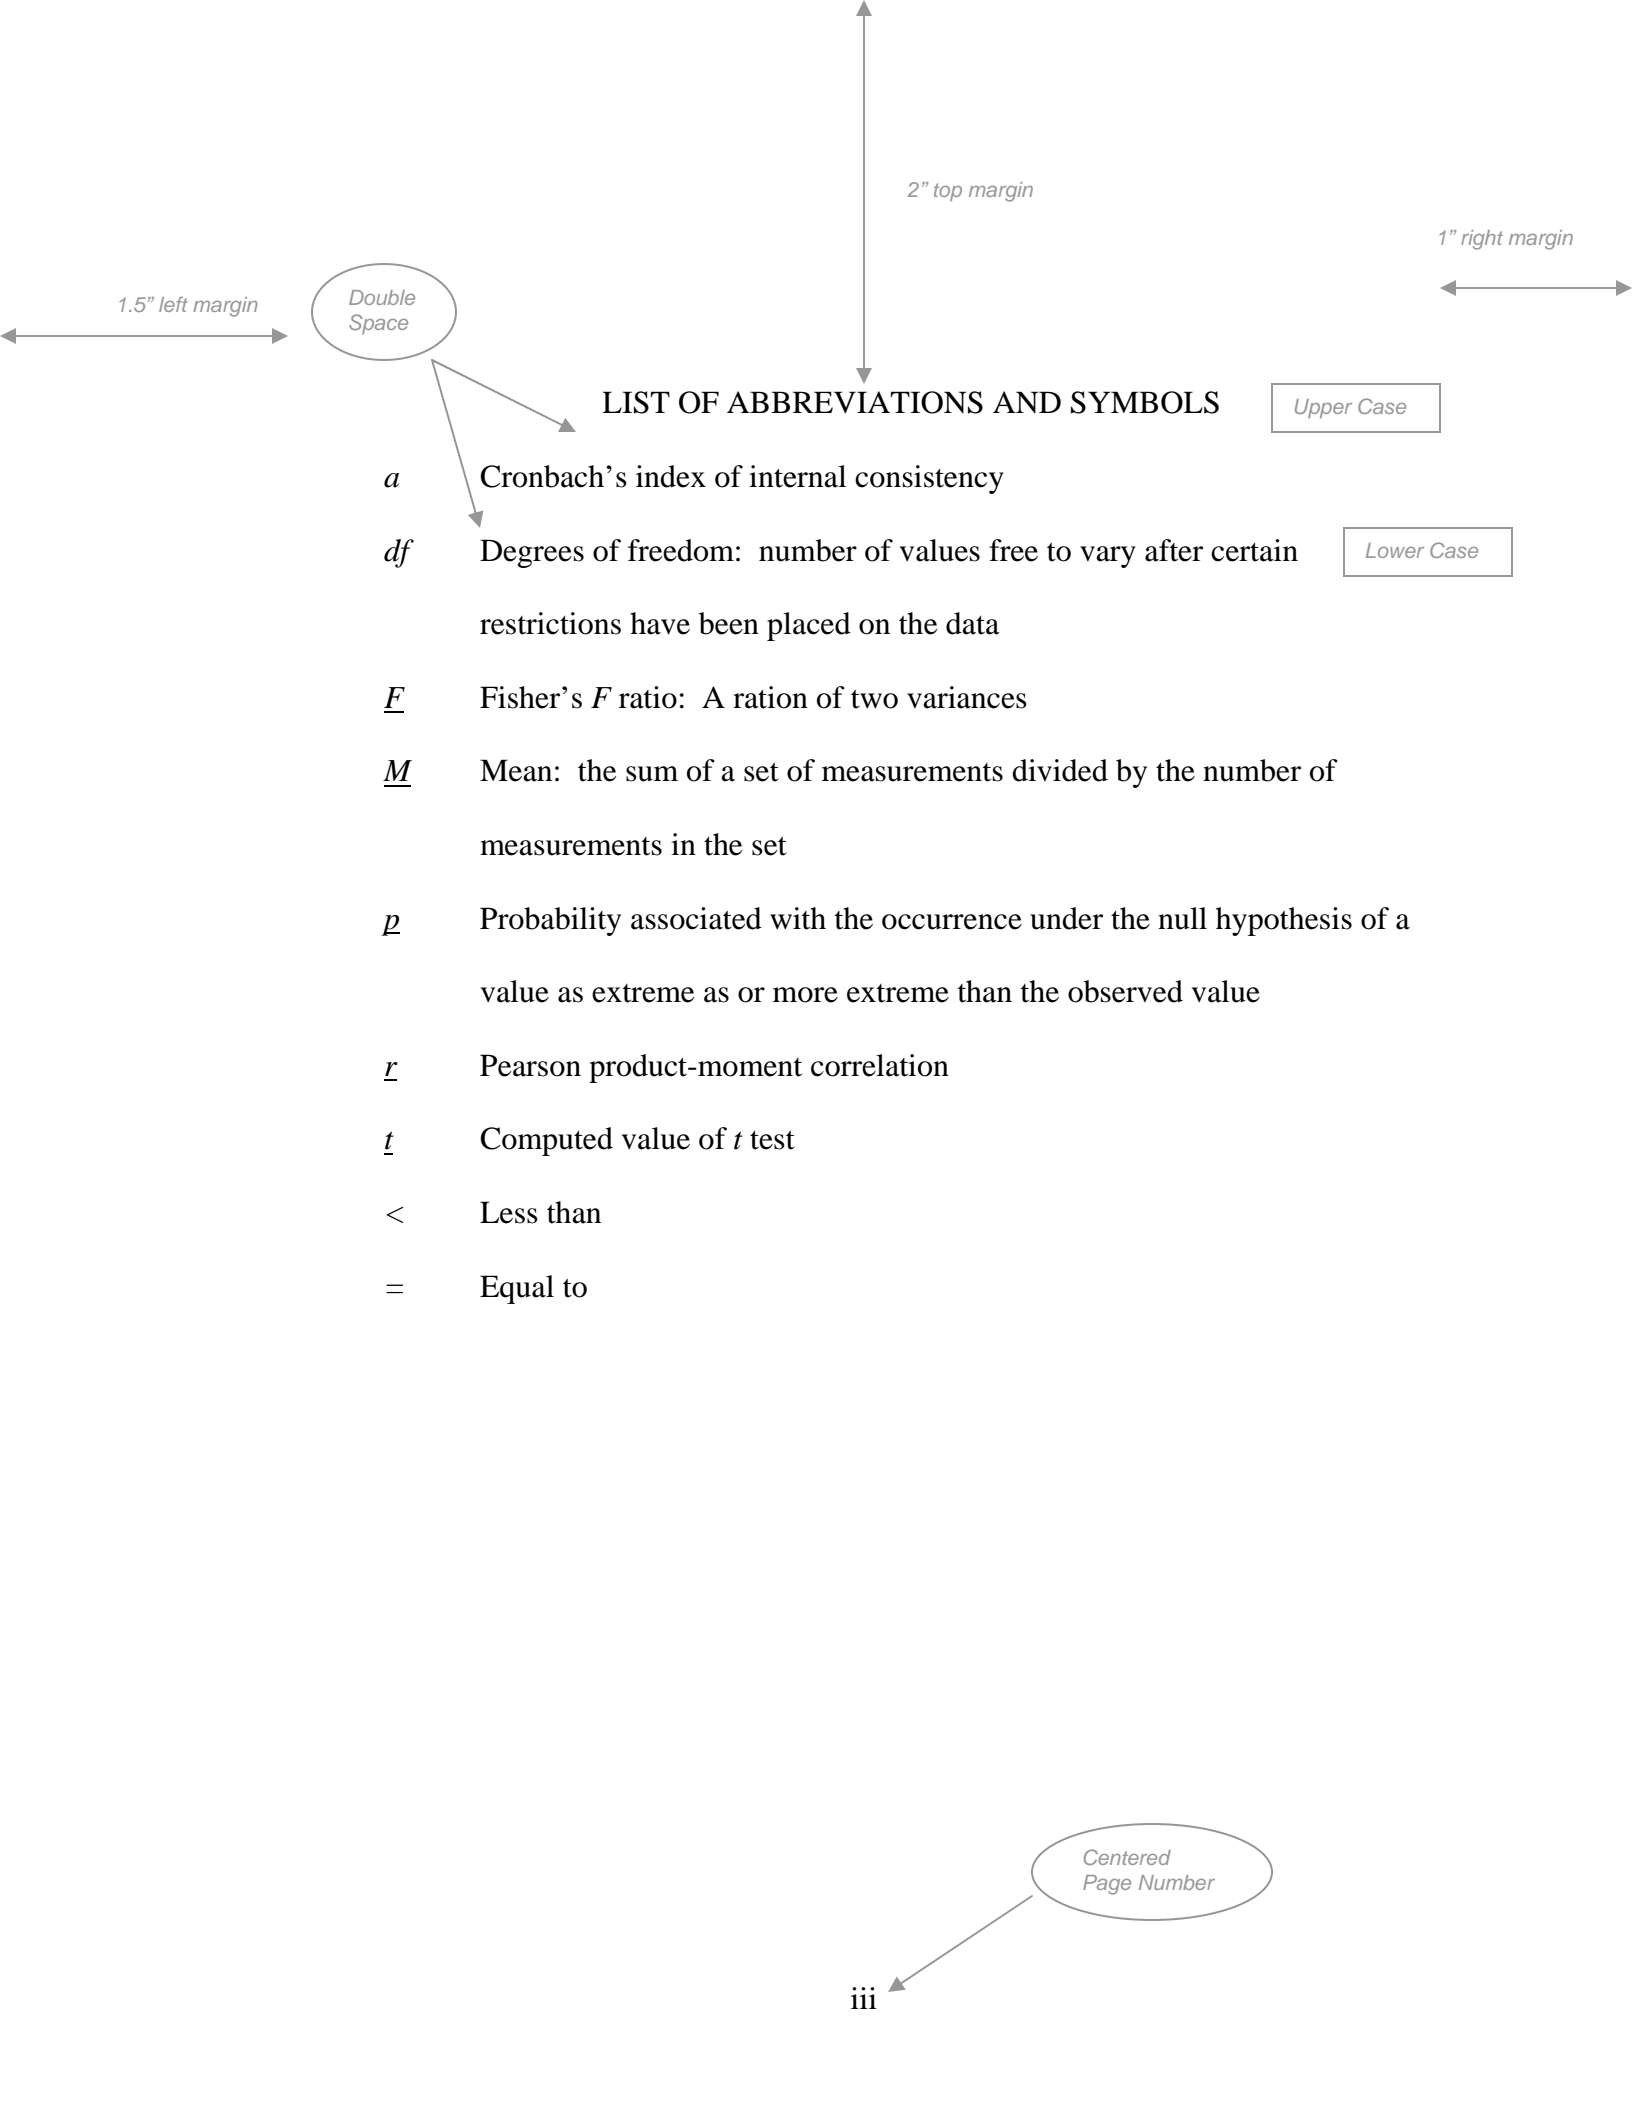 2” top margin
1” right margin
1.5” left margin
Double
Space
LIST OF ABBREVIATIONS AND SYMBOLS
Upper Case
a Cronbach’s index of internal consistency
df Degrees of freedom: number of values free to vary after certain
Lower Case
restrictions have been placed on the data
F Fisher’s F ratio: A ration of two variances
M Mean: the sum of a set of measurements divided by the number of
measurements in the set
p Probability associated with the occurrence under the null hypothesis of a
value as extreme as or more extreme than the observed value
r Pearson product-moment correlation
t Computed value of t test
< Less than
= Equal to
Centered
Page Number
iii